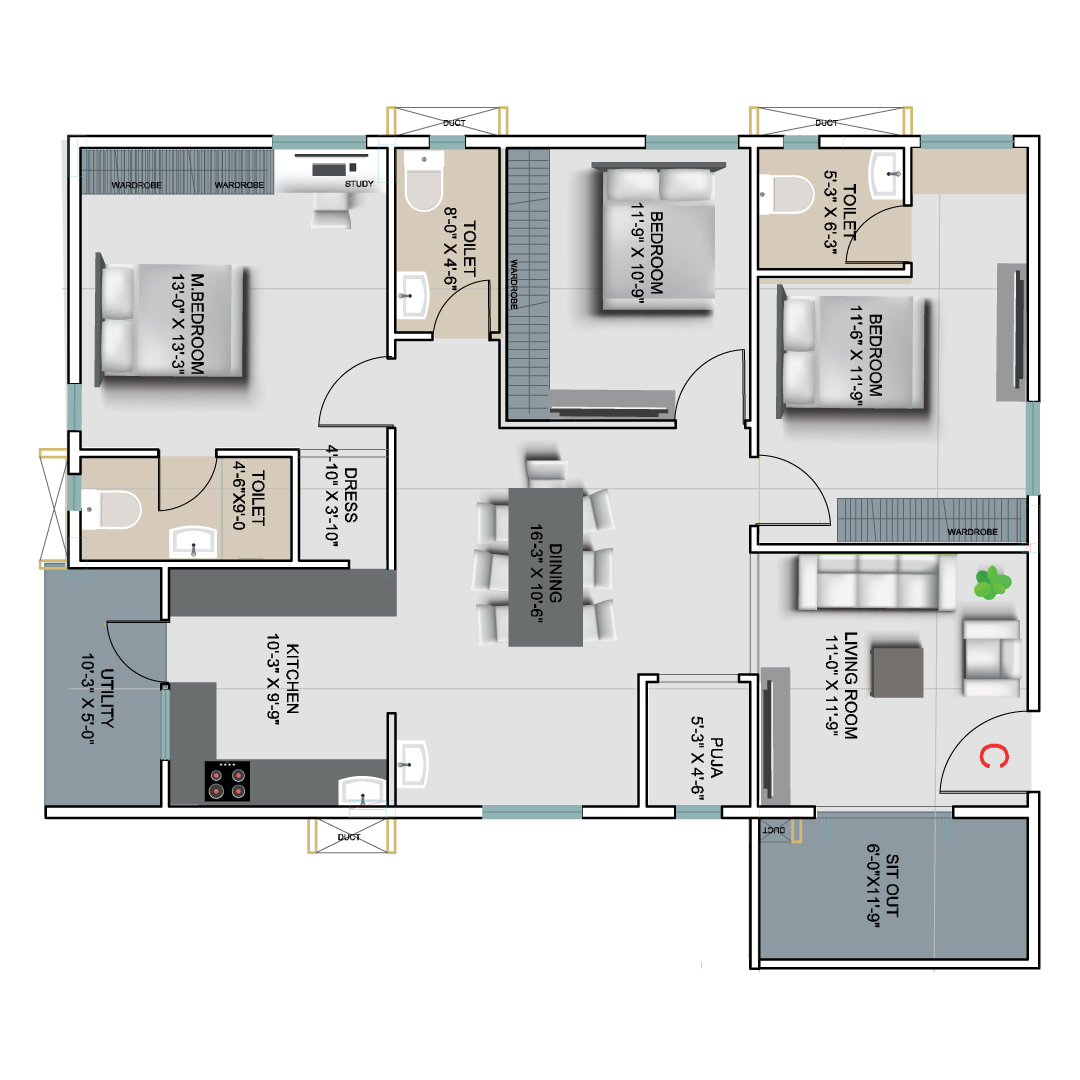 DUCT
DUCT
WARDROBE
WARDROBE
STUDY
TOILET
8'-0" X 4'-6"
WARDROBE
BEDROOM
11'-9" X 10'-9"
TOILET
5'-3" X 6'-3"
M.BEDROOM
13'-0" X 13'-3"
BEDROOM
11'-6" X 11'-9"
TOILET
4'-6"X9'-0
DRESS
4'-10" X 3'-10"
WARDROBE
DIINING
16'-3" X 10'-6"
KITCHEN
10'-3" X 9'-9"
UTILITY
10'-3" X 5'-0"
LIVING ROOM
11'-0" X 11'-9"
PUJA
5'-3" X 4'-6"
C
DUCT
DUCT
SIT OUT
6'-0"X11'-9"